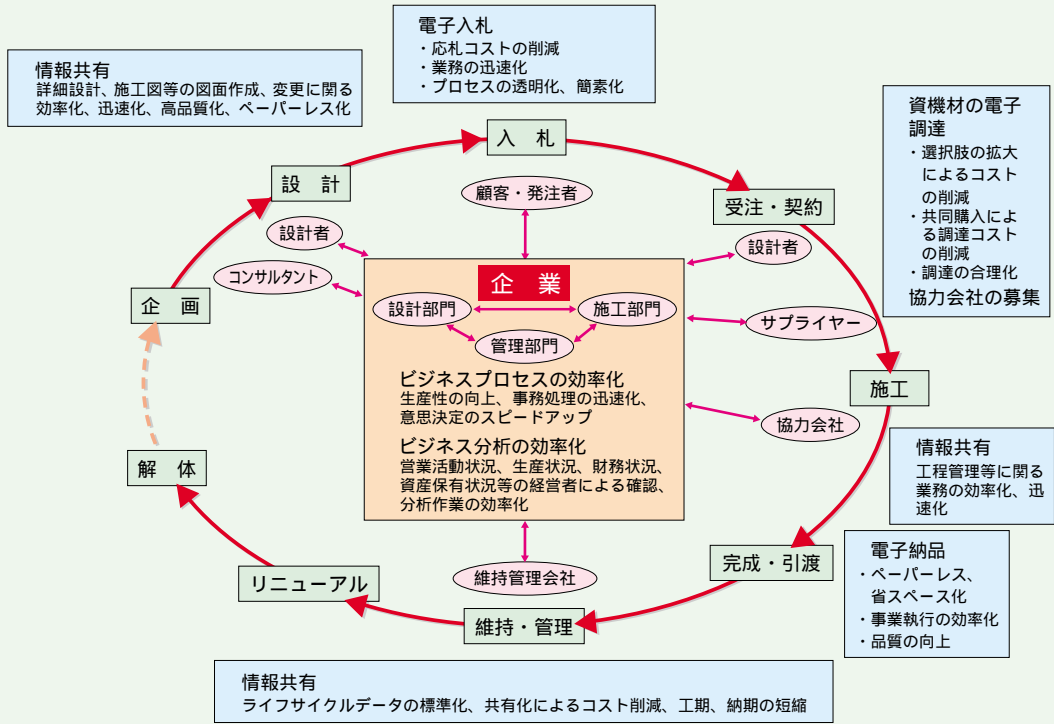 電子入札
・応札コストの削減
・業務の迅速化
・プロセスの透明化、簡素化
情報共有
詳細設計、施工図等の図面作成、変更に関る
効率化、迅速化、高品質化、ペーパーレス化
資機材の電子
調達
・選択肢の拡大
によるコスト
の削減
・共同購入によ
る調達コスト
の削減
・調達の合理化
協力会社の募集
入 札
設 計
受注・契約
企 画
施工
解 体
完成・引渡
リニューアル
維持・管理
顧客・発注者
設計者
設計者
コンサルタント
サプライヤー
協力会社
維持管理会社
企 業
設計部門
施工部門
管理部門
ビジネスプロセスの効率化
生産性の向上、事務処理の迅速化、
意思決定のスピードアップ
ビジネス分析の効率化
営業活動状況、生産状況、財務状況、
資産保有状況等の経営者による確認、
分析作業の効率化
情報共有
工程管理等に関る
業務の効率化、迅
速化
電子納品
・ペーパーレス、
省スペース化
・事業執行の効率化
・品質の向上
情報共有
ライフサイクルデータの標準化、共有化によるコスト削減、工期、納期の短縮